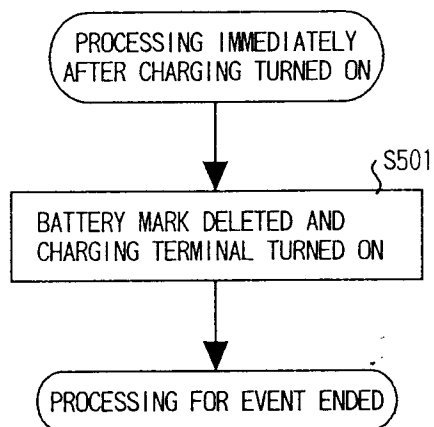 PROCESSING IMMEDIATELY
AFTER CHARGING TURNED ON
S501
BATTERY MARK DELETED AND
CHARGING TERMINAL TURNED ON
PROCESSING FOR EVENT ENDED